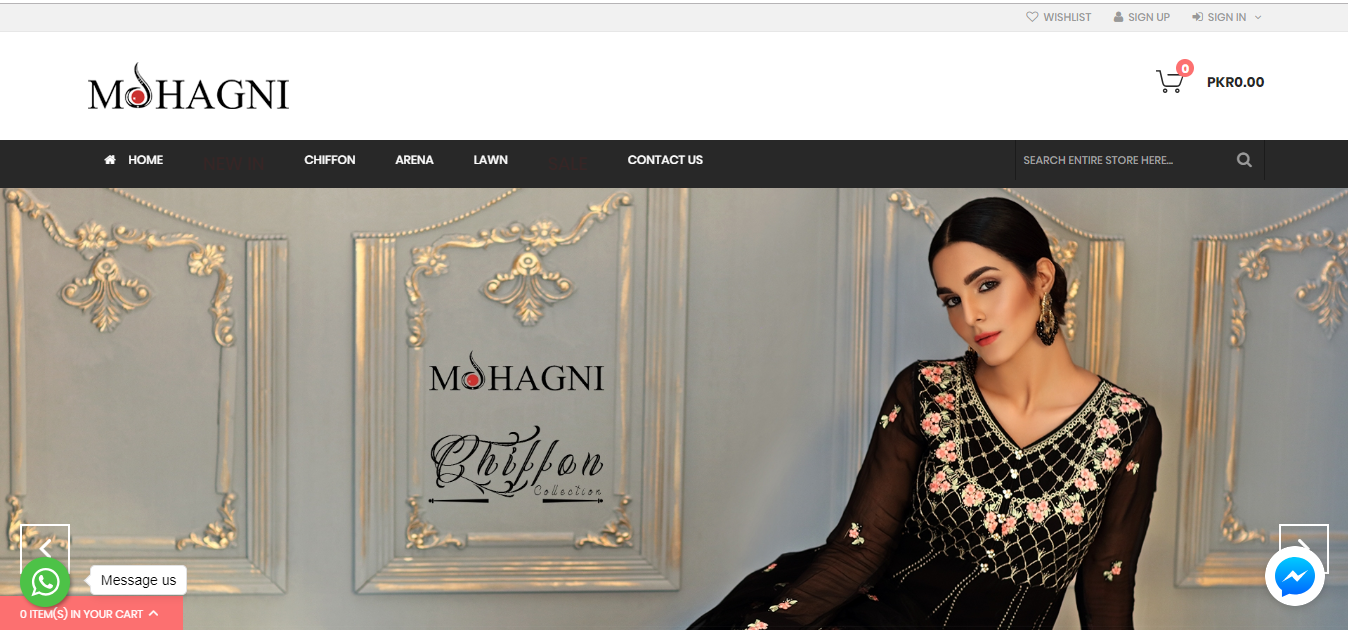 WISHLIST SIGN UP SIGN IN
MOHAGNI
0
PKR0.00
HOME CHIFFON ARENA LAWN CONTACT US SEARCH ENTIRE STORE HERE...
MOHAGNI
Chiffon
Collection
Message us
0 ITEM(S) IN YOUR CART